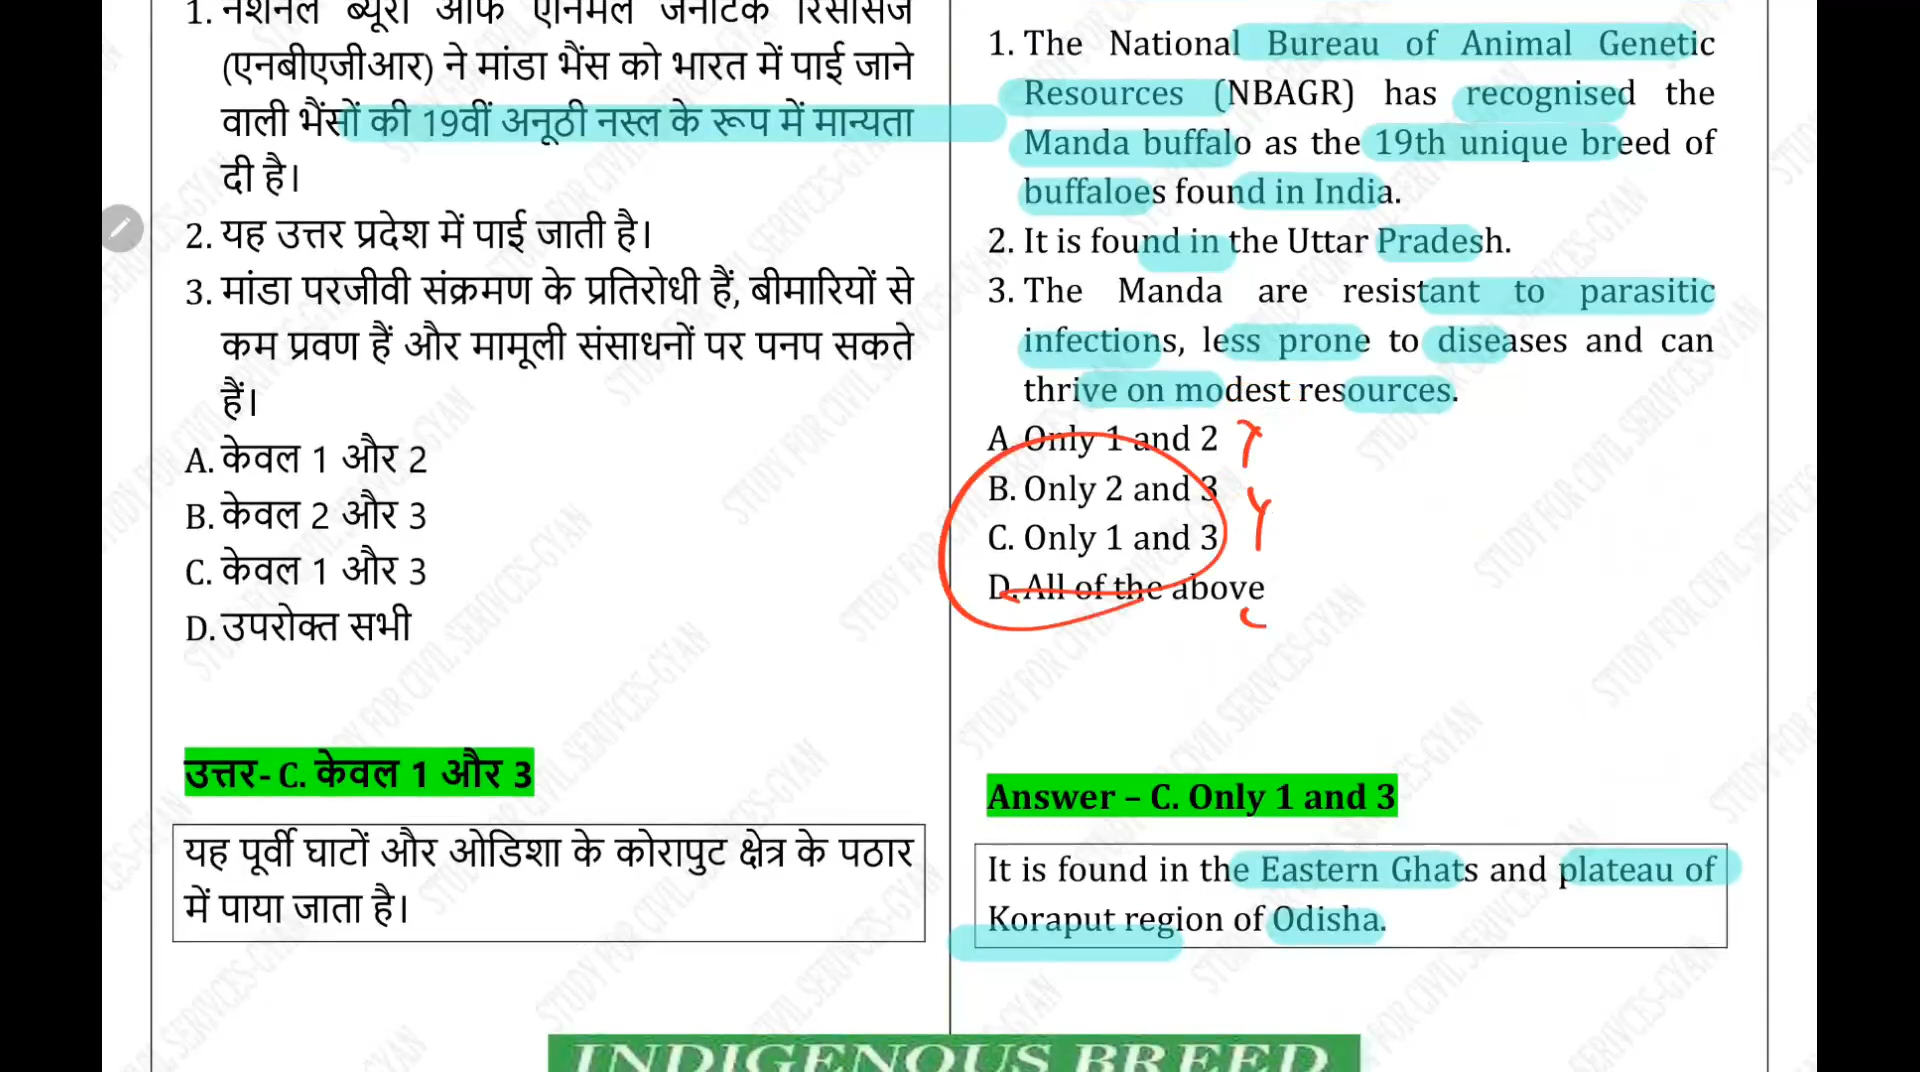 1. नेशनल ब्यूरो ऑफ एनिमल जेनेटिक रिसोर्सेज
(एनबीएजीआर) ने मांडा भैंस को भारत में पाई जाने
वाली भैंसों की 19वीं अनूठी नस्ल के रूप में मान्यता
दी है।
2. यह उत्तर प्रदेश में पाई जाती है।
3. मांडा परजीवी संक्रमण के प्रतिरोधी हैं, बीमारियों से
कम प्रवण हैं और मामूली संसाधनों पर पनप सकते
हैं।
A. केवल 1 और 2
B. केवल 2 और 3
C. केवल 1 और 3
D. उपरोक्त सभी
उत्तर- C. केवल 1 और 3
यह पूर्वी घाटों और ओडिशा के कोरापुट क्षेत्र के पठार
में पाया जाता है।
1. The National Bureau of Animal Genetic
Resources (NBAGR) has recognised the
Manda buffalo as the 19th unique breed of
buffaloes found in India.
2. It is found in the Uttar Pradesh.
3. The Manda are resistant to parasitic
infections, less prone to diseases and can
thrive on modest resources.
A. Only 1 and 2
B. Only 2 and 3
C. Only 1 and 3
D. All of the above
Answer – C. Only 1 and 3
It is found in the Eastern Ghats and plateau of
Koraput region of Odisha.
INDIGENOUS BREED
STUDY FOR CIVIL SERIVCES-GYAN